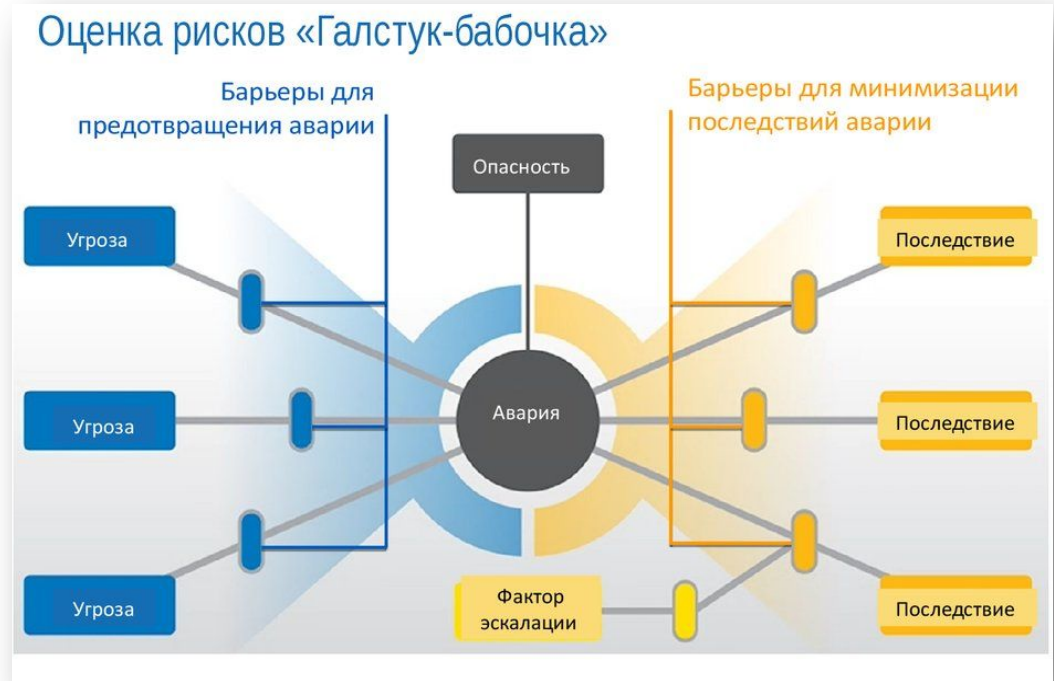 Оценка рисков «Галстук-бабочка»
Барьеры для
предотвращения аварии
Барьеры для минимизации
последствий аварии
Опасность
Угроза
Последствие
Авария
Угроза
Последствие
Фактор
эскалации
Угроза
Последствие